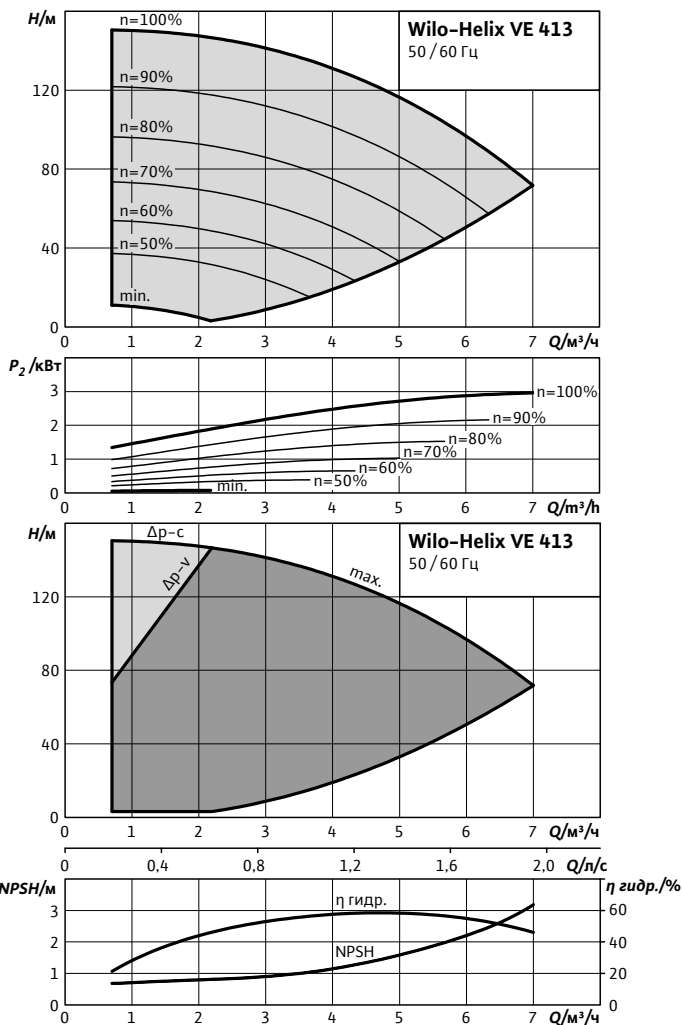 H/м
n=100%
Wilo-Helix VE 413
50/60 Гц
120
n=90%
n=80%
80
n=70%
n=60%
40
n=50%
min.
0
0 1 2 3 4 5 6 7 Q/м³/ч
P2/кВт
3
n=100%
2
n=90%
n=80%
1
n=70%
n=60%
n=50%
min.
0
0 1 2 3 4 5 6 7 Q/m³/h
H/м
Δp-c
Wilo-Helix VE 413
50/60 Гц
Δp-v
max.
120
80
40
0
0 1 2 3 4 5 6 7 Q/м³/ч
0 0,4 0,8 1,2 1,6 2,0 Q/л/с
NPSH/м
η гидр./%
η гидр.
3 60
2 40
NPSH
1 20
0 0
0 1 2 3 4 5 6 7 Q/м³/ч